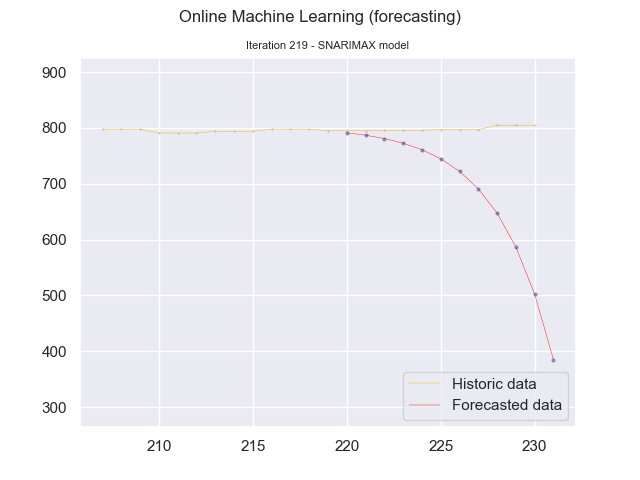 Online Machine Learning (forecasting)
Iteration 219 - SNARIMAX model
900
800
700
600
500
400
300
Historic data
Forecasted data
210 215 220 225 230